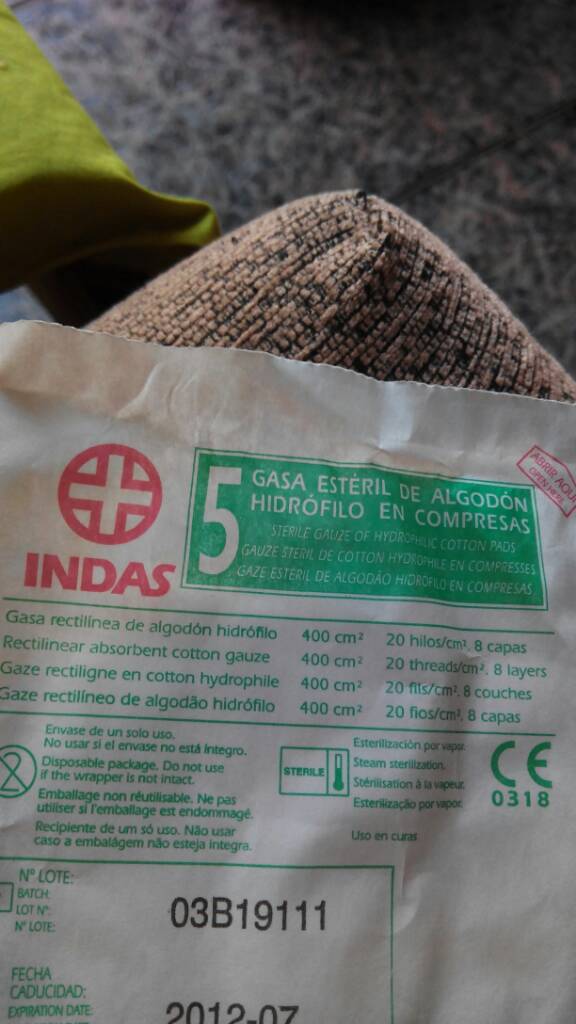 INDAS
5
GASA ESTÉRIL DE ALGODÓN
HIDRÓFILO EN COMPRESAS
STERILE GAUZE OF HYDROPHILIC COTTON PADS
GAUZE STERIL DE COTTON HYDROPHILE EN COMPRESSES
GAZE ESTERIL DE ALGODÃO HIDROFILO EN COMPRESAS
ABRIR AQUI
OPEN HERE
Gasa rectilínea de algodón hidrófilo 400 cm² 20 hilos/cm², 8 capas
Rectilinear absorbent cotton gauze 400 cm² 20 threads/cm², 8 layers
Gaze rectiligne en cotton hydrophile 400 cm² 20 fils/cm², 8 couches
Gaze rectilíneo de algodão hidrófilo 400 cm² 20 fios/cm², 8 capas
Envase de un solo uso.
No usar si el envase no está íntegro.
Disposable package. Do not use
if the wrapper is not intact.
Emballage non réutilisable. Ne pas
utiliser si l'emballage est endommagé.
Recipiente de um só uso. Não usar
caso a embalagèm não esteja integra.
2
STERILE
Esterilización por vapor.
Steam sterilization.
Stérilisation à la vapeur.
Esterilização por vapor.
Uso en curas
CE
0318
Nº LOTE:
BATCH:
LOT Nº:
Nº LOTE:
03B19111
FECHA
CADUCIDAD:
EXPIRATION DATE:
2012-07